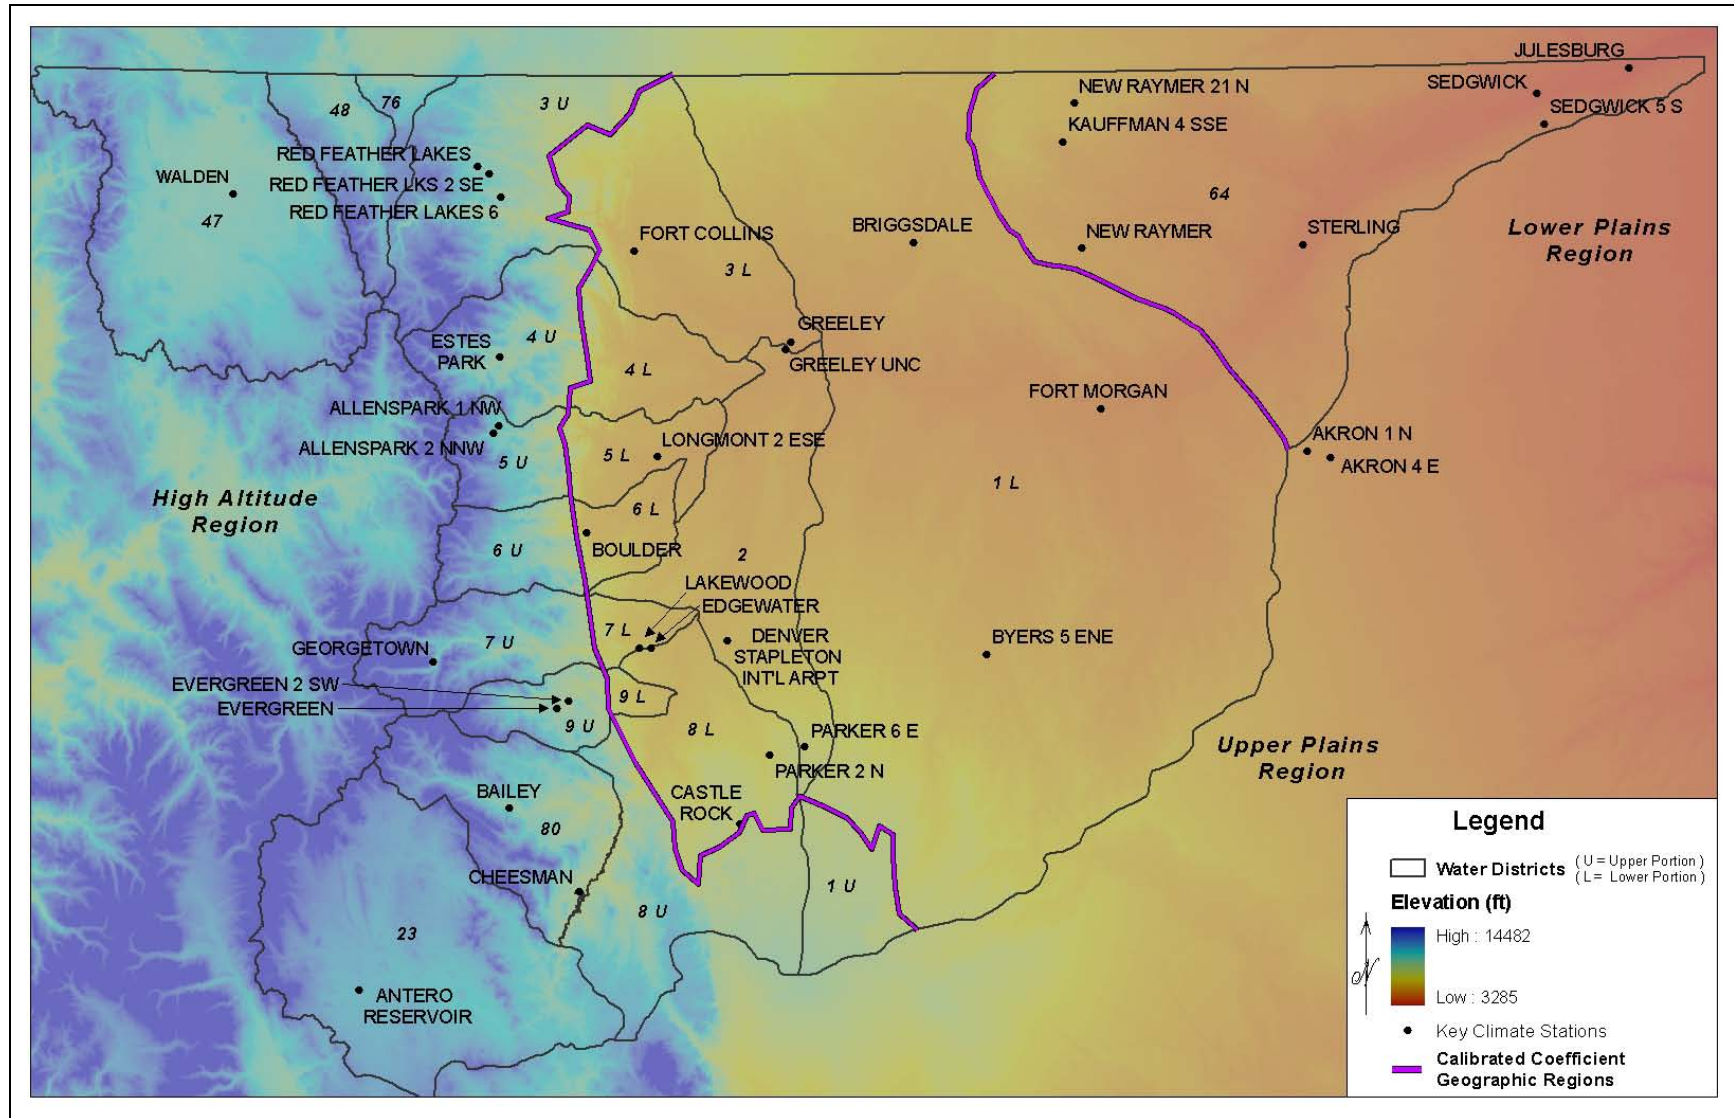 JULESBURG
SEDGWICK
SEDGWICK 5 S
NEW RAYMER 21 N
KAUFFMAN 4 SSE
48
76
3 U
RED FEATHER LAKES
RED FEATHER LKS 2 SE
RED FEATHER LAKES 6
WALDEN
47
64
FORT COLLINS
3 L
BRIGGSDALE
NEW RAYMER
STERLING
Lower Plains
Region
GREELEY
GREELEY UNC
ESTES
PARK
4 U
4 L
FORT MORGAN
ALLENSPARK 1 NW
ALLENSPARK 2 NNW
5 U
5 L
LONGMONT 2 ESE
AKRON 1 N
AKRON 4 E
1 L
High Altitude
Region
6 L
6 U
BOULDER
2
LAKEWOOD
EDGEWATER
7 L
7 U
DENVER
STAPLETON
INT'L ARPT
BYERS 5 ENE
GEORGETOWN
EVERGREEN 2 SW
EVERGREEN
9 U
9 L
8 L
PARKER 6 E
PARKER 2 N
Upper Plains
Region
BAILEY
80
CASTLE
ROCK
CHEESMAN
8 U
1 U
23
ANTERO
RESERVOIR
Legend
Water Districts
( U = Upper Portion )
( L = Lower Portion )
Elevation (ft)
High : 14482
Low : 3285
N
Key Climate Stations
Calibrated Coefficient
Geographic Regions